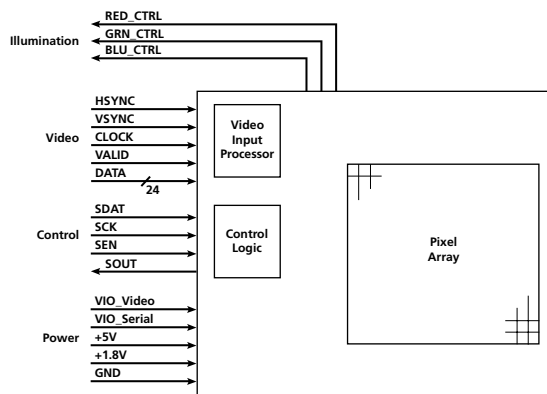 RED_CTRL
Illumination
GRN_CTRL
BLU_CTRL
HSYNC
VSYNC
Video
CLOCK
VALID
DATA
24
Video
Input
Processor
SDAT
Control
SCK
SEN
SOUT
Control
Logic
Pixel
Array
VIO_Video
VIO_Serial
Power
+5V
+1.8V
GND